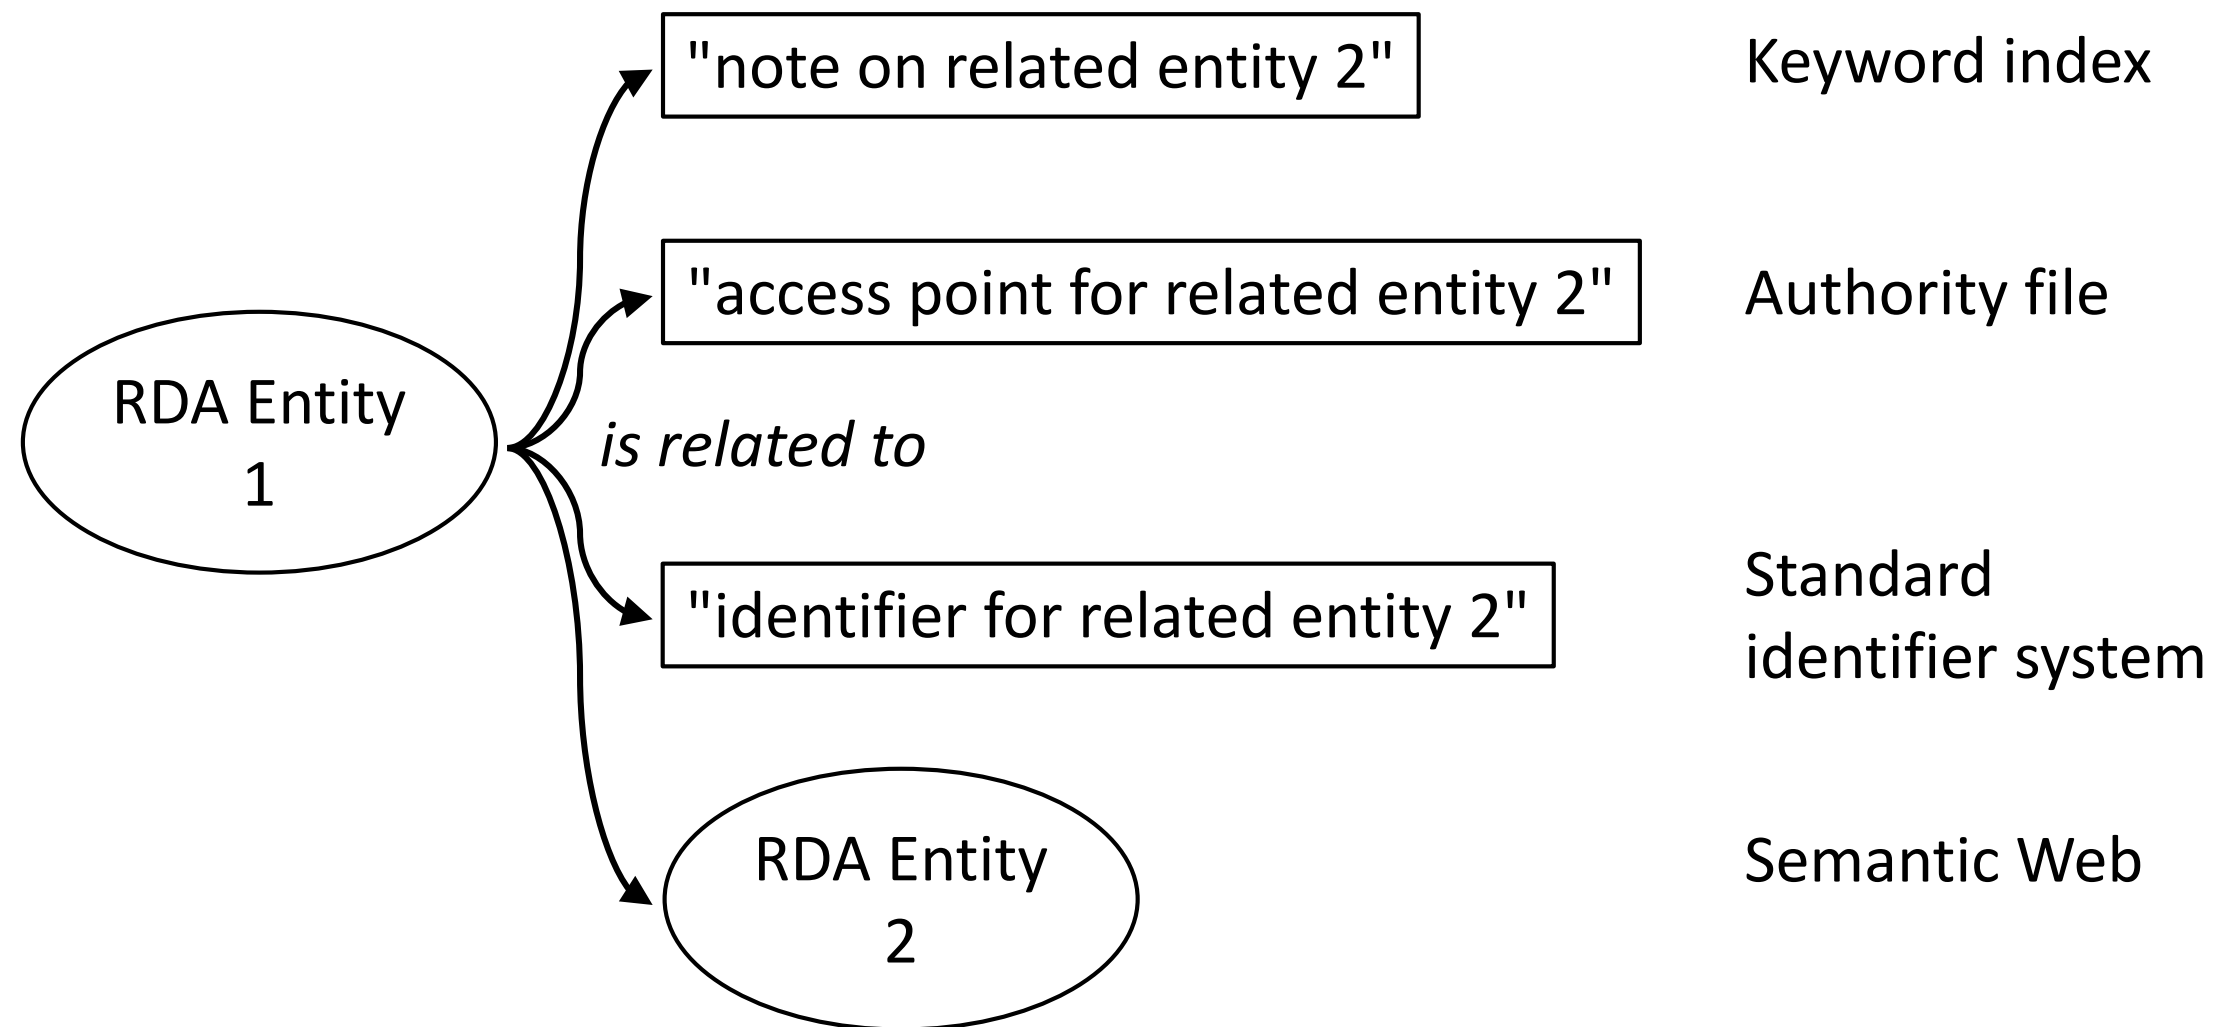 "note on related entity 2"
Keyword index
"access point for related entity 2"
Authority file
RDA Entity
1
is related to
"identifier for related entity 2"
Standard
identifier system
RDA Entity
2
Semantic Web